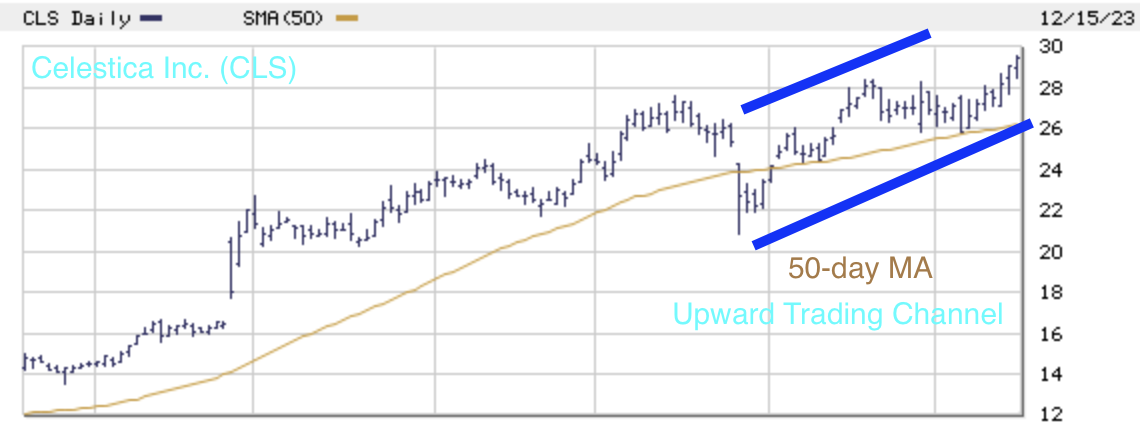 CLS Daily SMA(50) 12/15/23
Celestica Inc. (CLS)
30
28
26
24
22
20
50-day MA
18
Upward Trading Channel
16
14
12